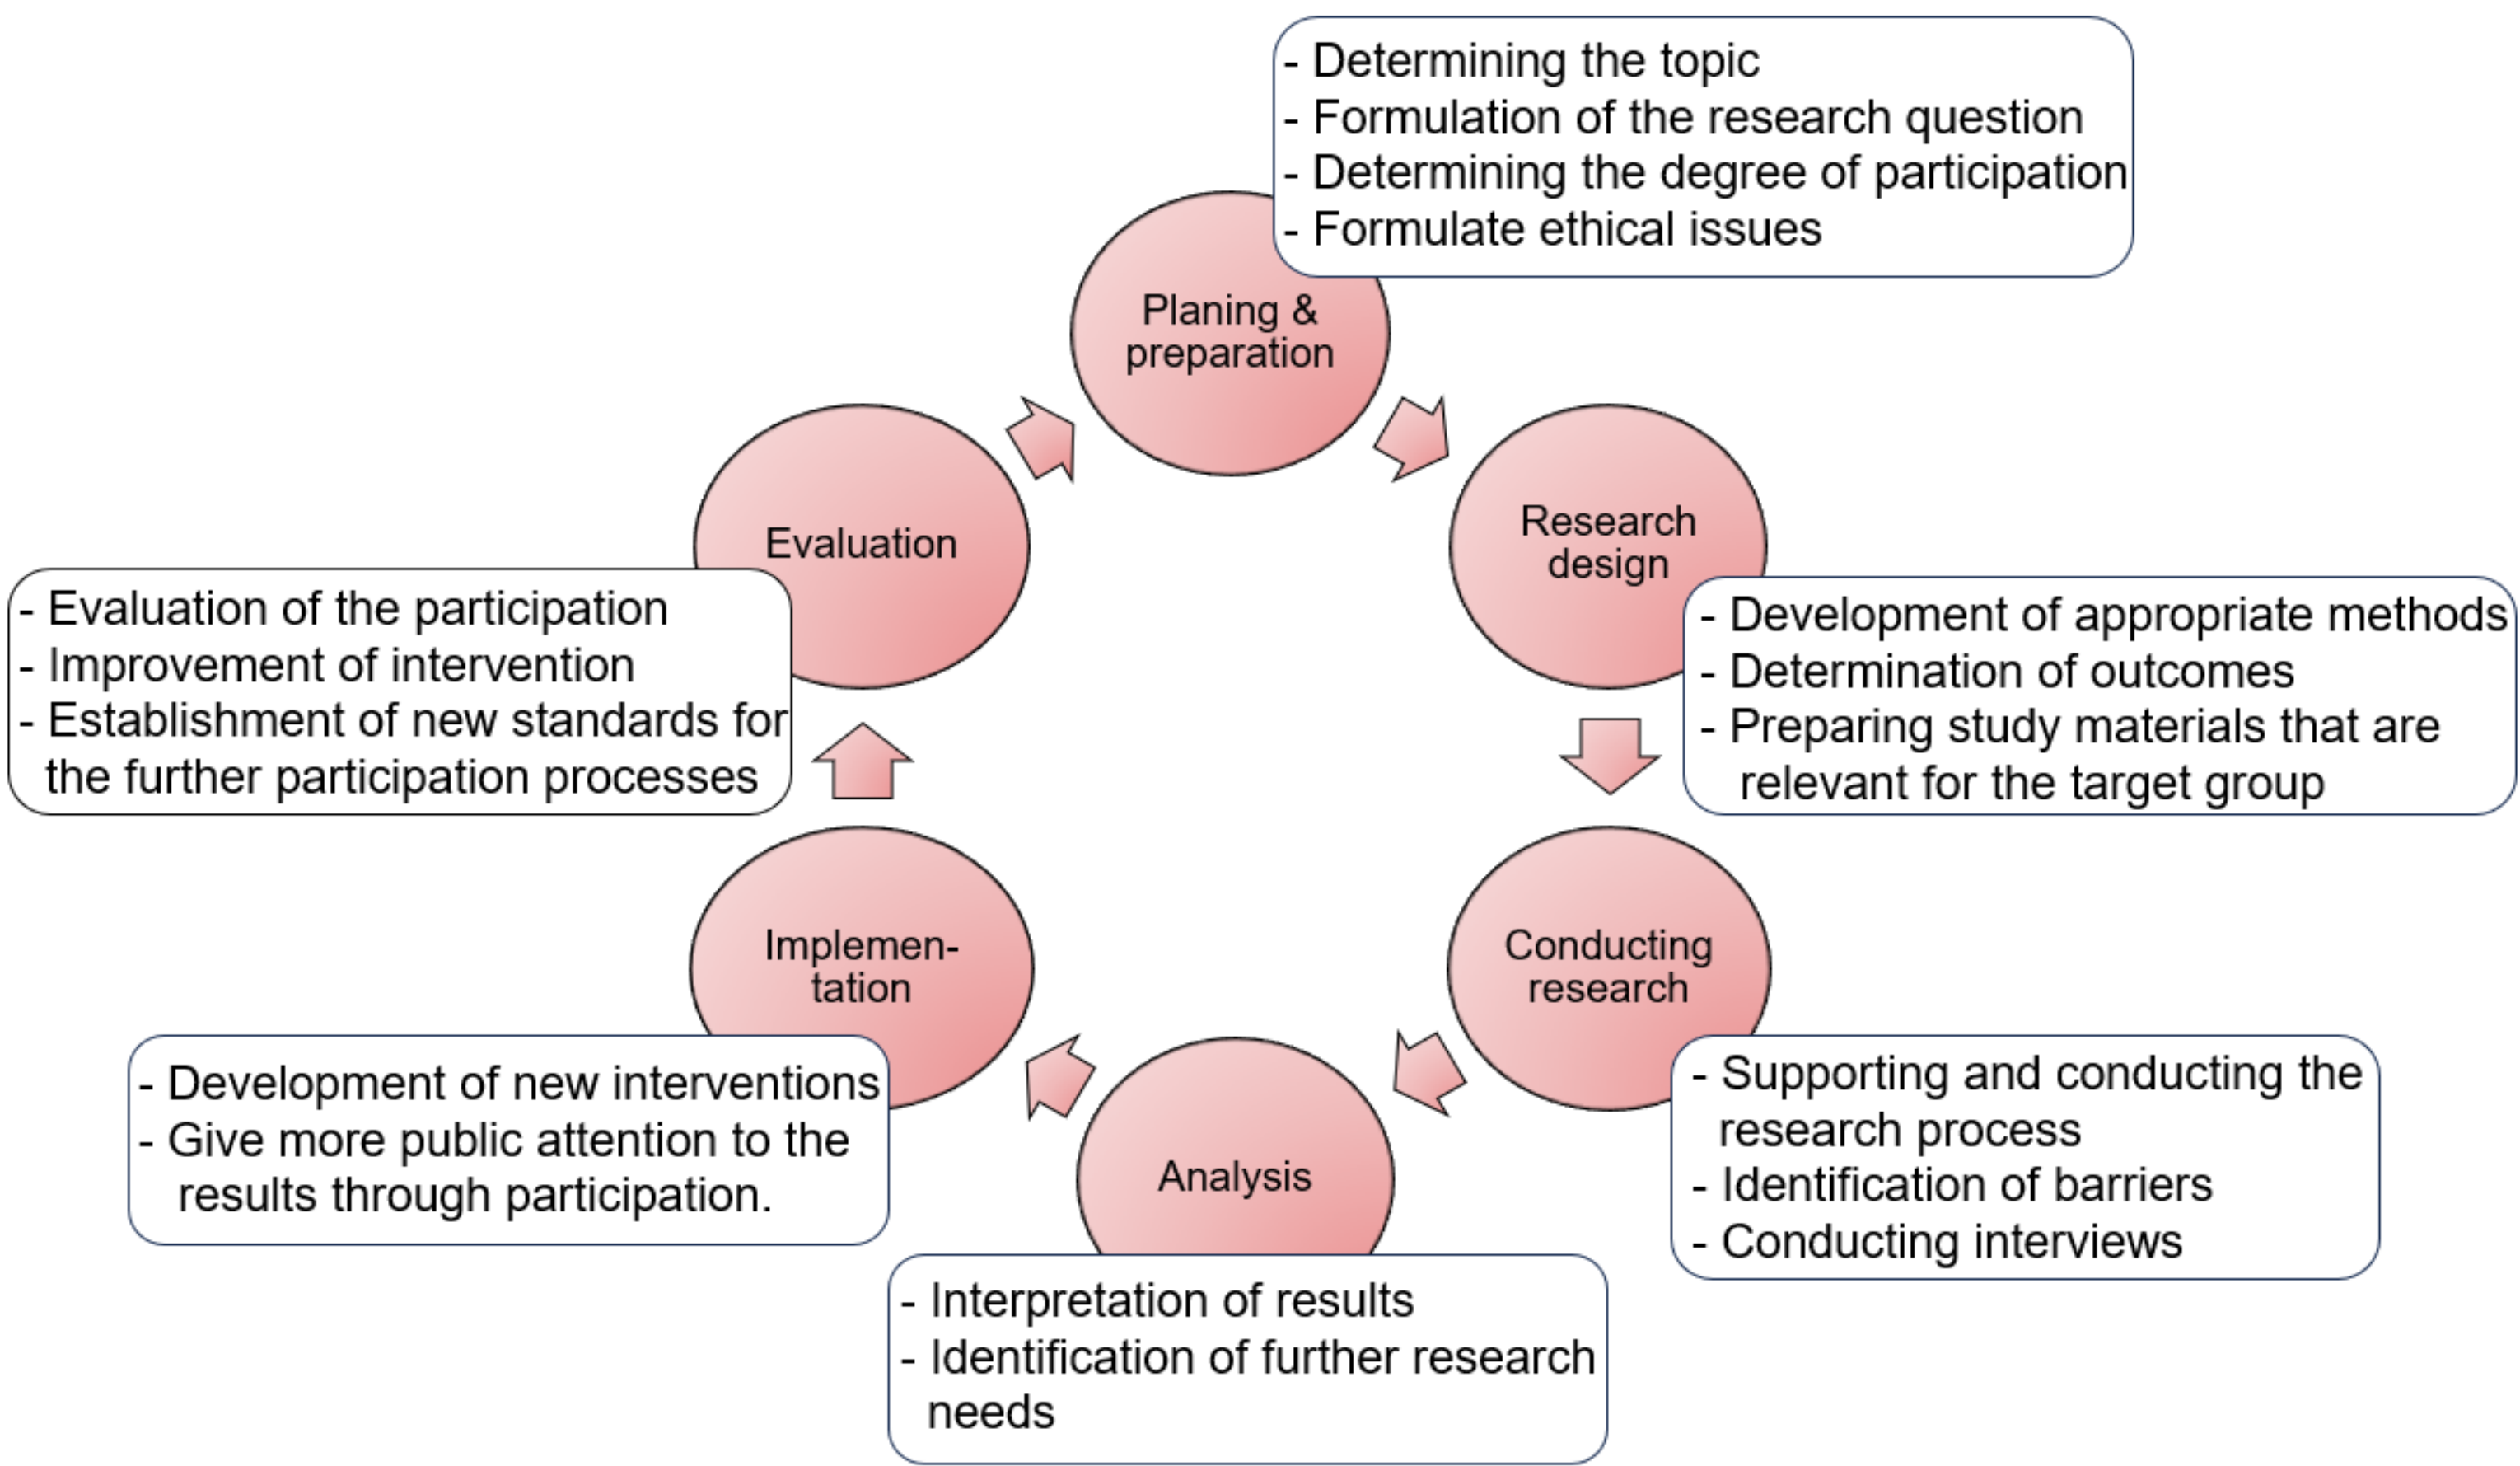 - Determining the topic
- Formulation of the research question
- Determining the degree of participation
- Formulate ethical issues
Planing &
preparation
Research
design
- Development of appropriate methods
- Determination of outcomes
- Preparing study materials that are
relevant for the target group
Conducting
research
- Supporting and conducting the
research process
- Identification of barriers
- Conducting interviews
Analysis
- Interpretation of results
- Identification of further research
needs
Implemen-
tation
- Development of new interventions
- Give more public attention to the
results through participation.
Evaluation
- Evaluation of the participation
- Improvement of intervention
- Establishment of new standards for
the further participation processes